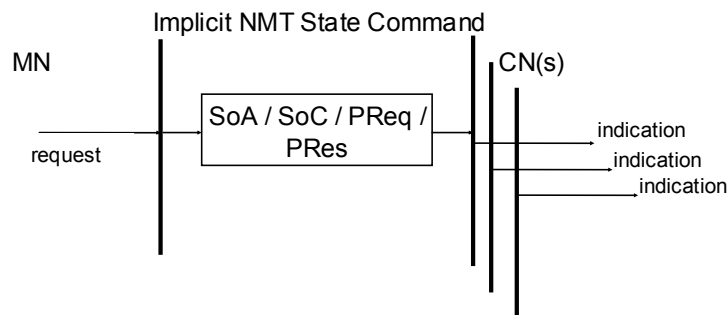 Implicit NMT State Command
MN
CN(s)
SoA / SoC / PReq /
PRes
request
indication
indication
indication